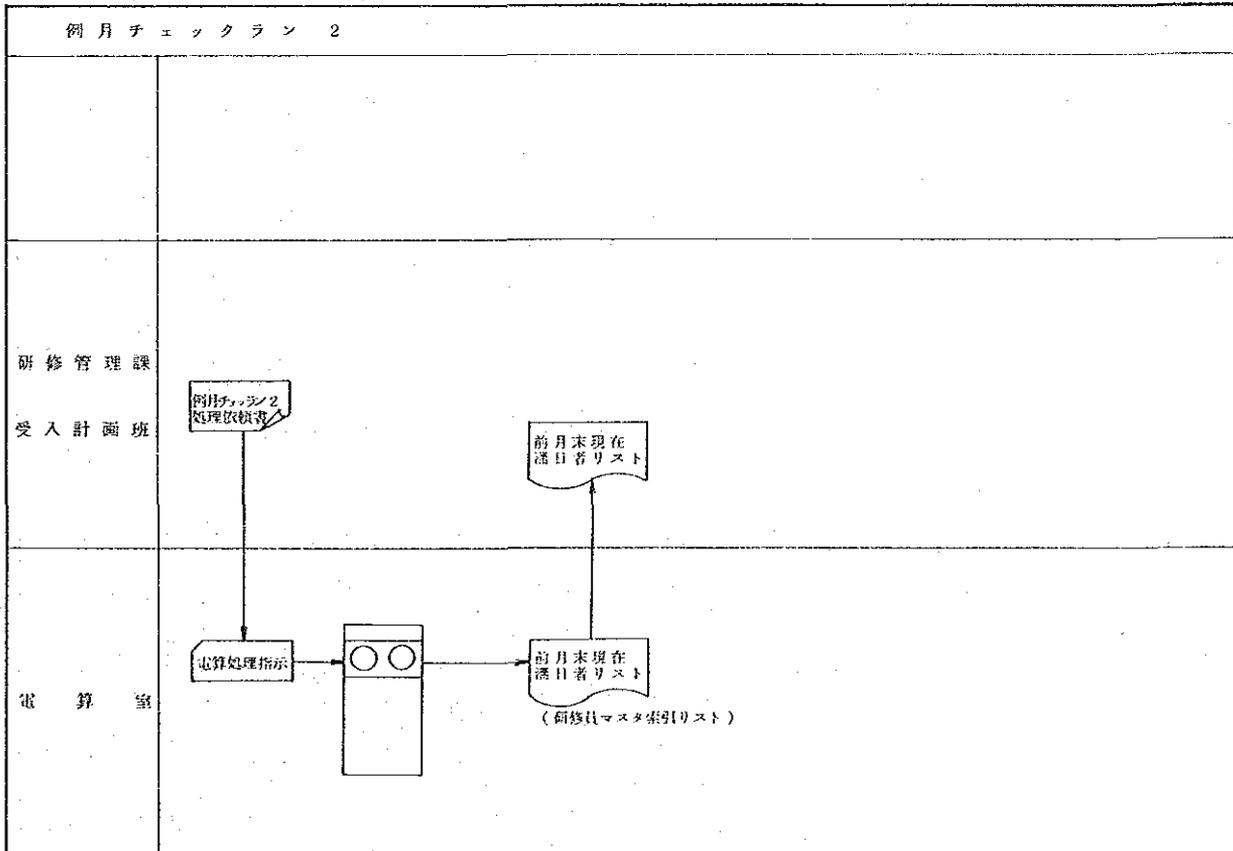 例月チェックラン 2
研修管理課
受入計画班
例月チェックラン2
処理依頼書
前月末現在
滞日者リスト
電算室
電算処理指示
前月末現在
滞日者リスト
(研修員マスタ索引リスト)